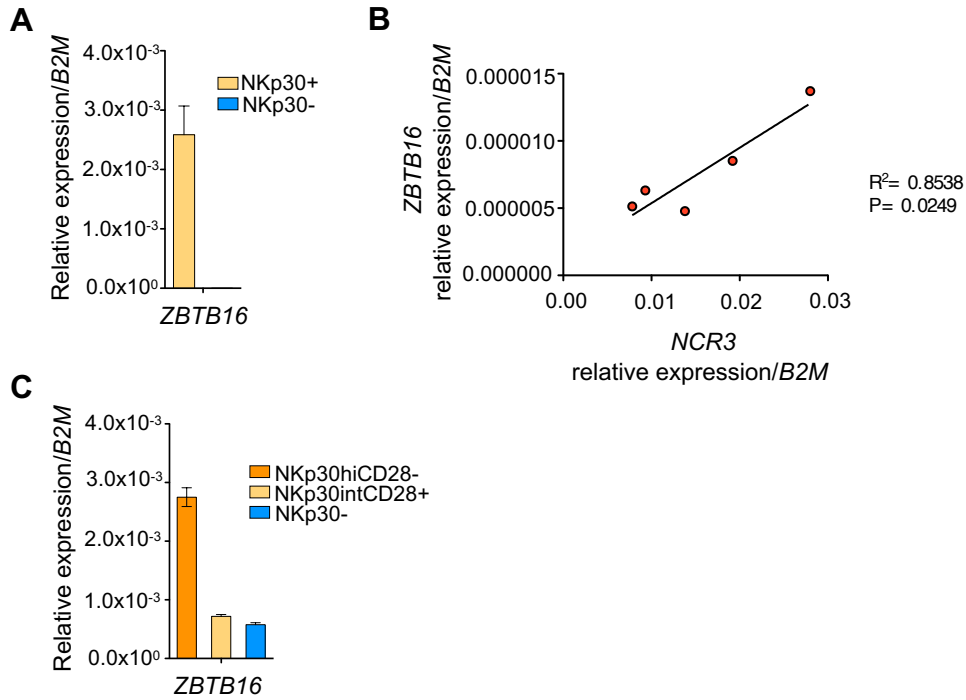 A
Relative expression/B2M
4.0x10⁻³
3.0x10⁻³
2.0x10⁻³
1.0x10⁻³
0.0x10⁰
NKp30+
NKp30-
ZBTB16
B
ZBTB16
relative expression/B2M
0.000015
0.000010
0.000005
0.000000
0.00 0.01 0.02 0.03
NCR3
relative expression/B2M
R²= 0.8538
P= 0.0249
C
Relative expression/B2M
4.0x10⁻³
3.0x10⁻³
2.0x10⁻³
1.0x10⁻³
0.0x10⁰
NKp30hiCD28-
NKp30intCD28+
NKp30-
ZBTB16